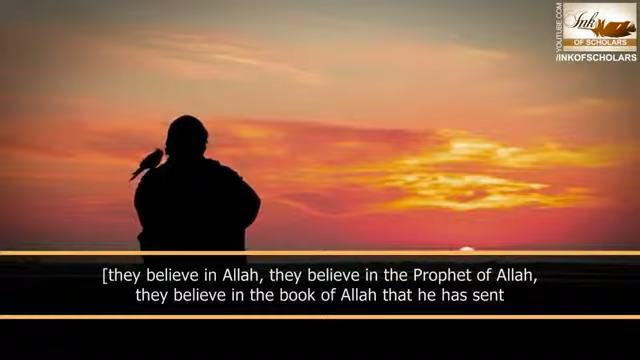 Ink
OF SCHOLARS
YOUTUBE.COM
/INKOFSCHOLARS
[they believe in Allah, they believe in the Prophet of Allah,
they believe in the book of Allah that he has sent